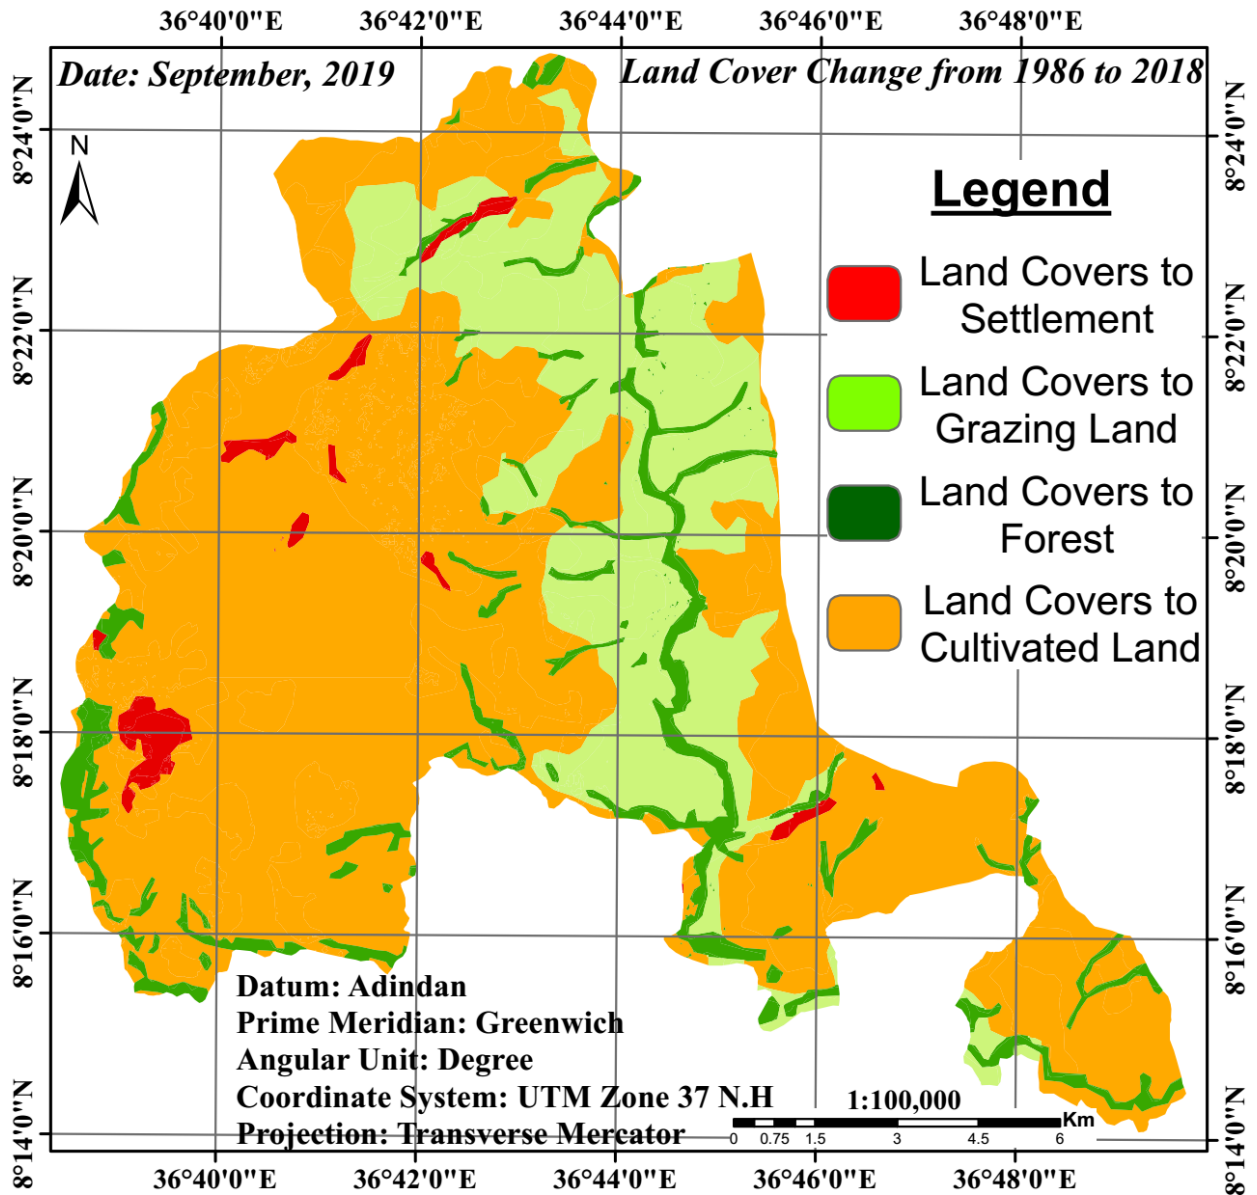 36°40'0"E 36°42'0"E 36°44'0"E 36°46'0"E 36°48'0"E
Date: September, 2019
Land Cover Change from 1986 to 2018
N
8°24'0"N
8°22'0"N
8°20'0"N
8°18'0"N
8°16'0"N
8°14'0"N
Legend
Land Covers to
Settlement
Land Covers to
Grazing Land
Land Covers to
Forest
Land Covers to
Cultivated Land
8°24'0"N
8°22'0"N
8°20'0"N
8°18'0"N
8°16'0"N
8°14'0"N
Datum: Adindan
Prime Meridian: Greenwich
Angular Unit: Degree
Coordinate System: UTM Zone 37 N.H
Projection: Transverse Mercator
1:100,000
Km
0 0.75 1.5 3 4.5 6
36°40'0"E 36°42'0"E 36°44'0"E 36°46'0"E 36°48'0"E